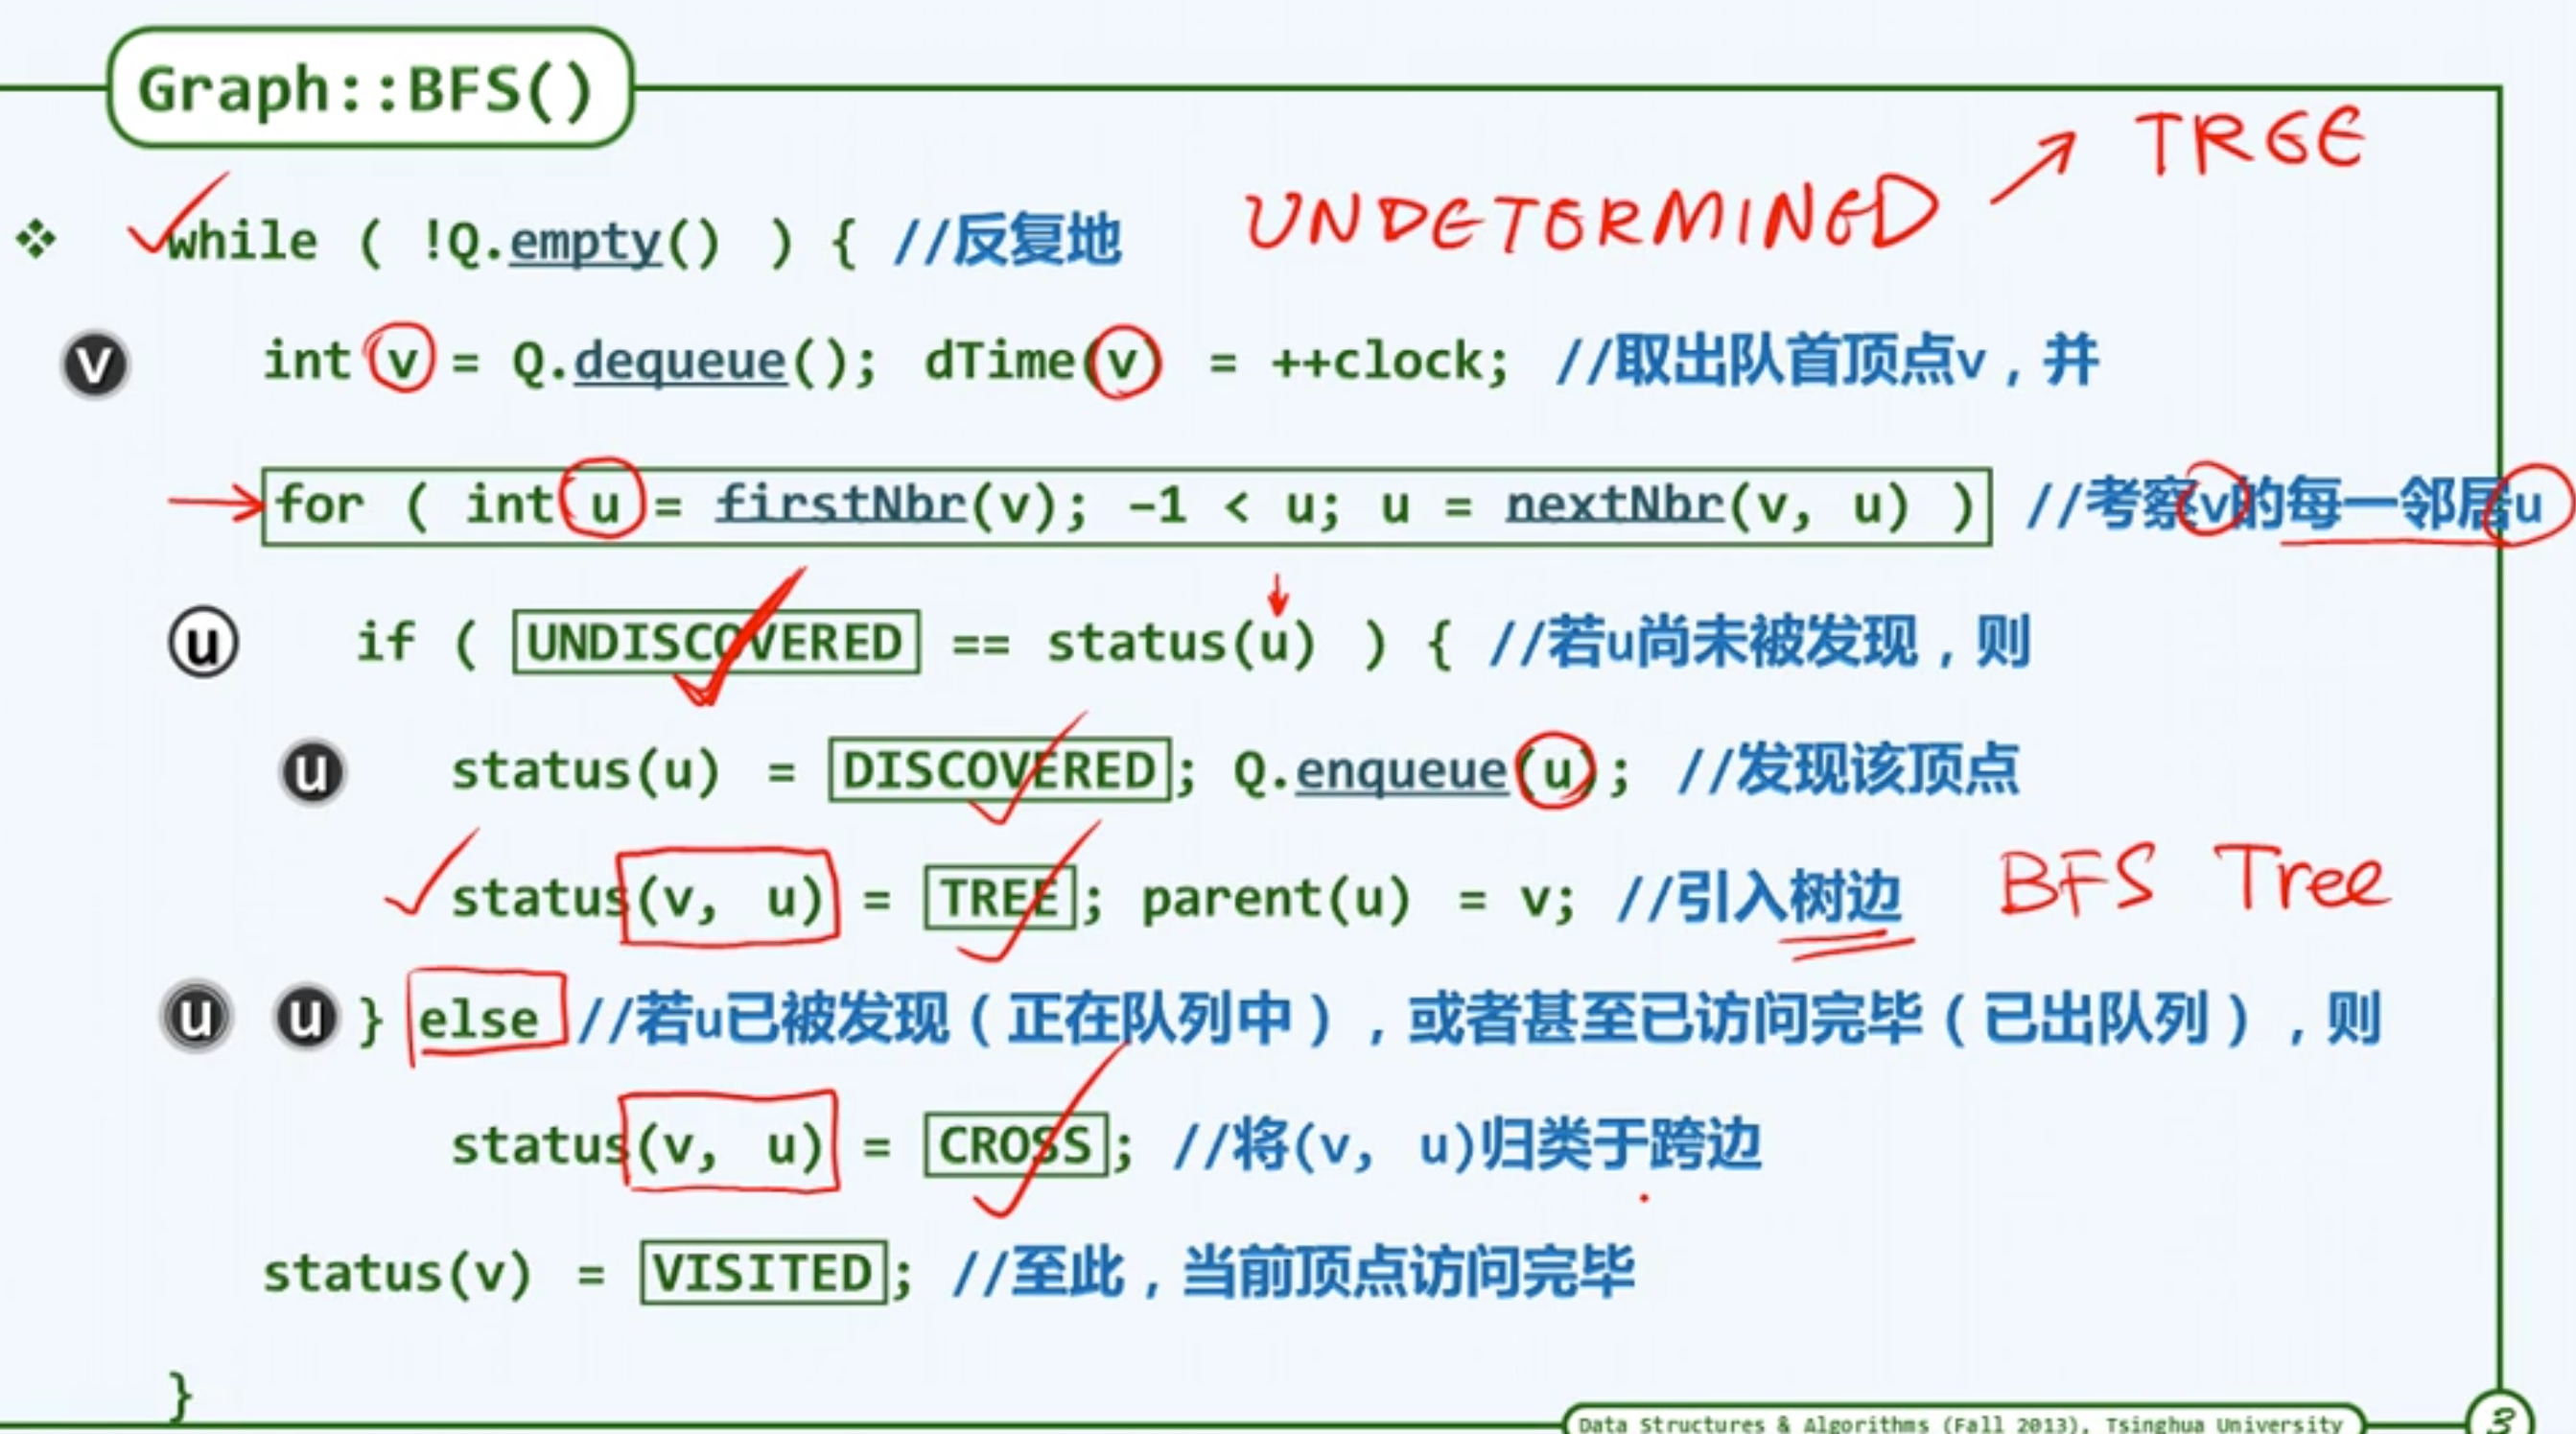 Graph::BFS()
TREE
UNDETERMINED
while ( !Q.empty() ) { //反复地
v int v = Q.dequeue(); dTime(v) = ++clock; //取出队首顶点v，并
for ( int u = firstNbr(v); -1 < u; u = nextNbr(v, u) ) //考察v的每一邻居u
u if ( UNDISCOVERED == status(u) ) { //若u尚未被发现，则
u status(u) = DISCOVERED; Q.enqueue(u); //发现该顶点
status(v, u) = TREE; parent(u) = v; //引入树边 BFS Tree
u u } else //若u已被发现（正在队列中），或者甚至已访问完毕（已出队列），则
status(v, u) = CROSS; //将(v, u)归类于跨边
status(v) = VISITED; //至此，当前顶点访问完毕
}
Data Structures & Algorithms (Fall 2013), Tsinghua University 3